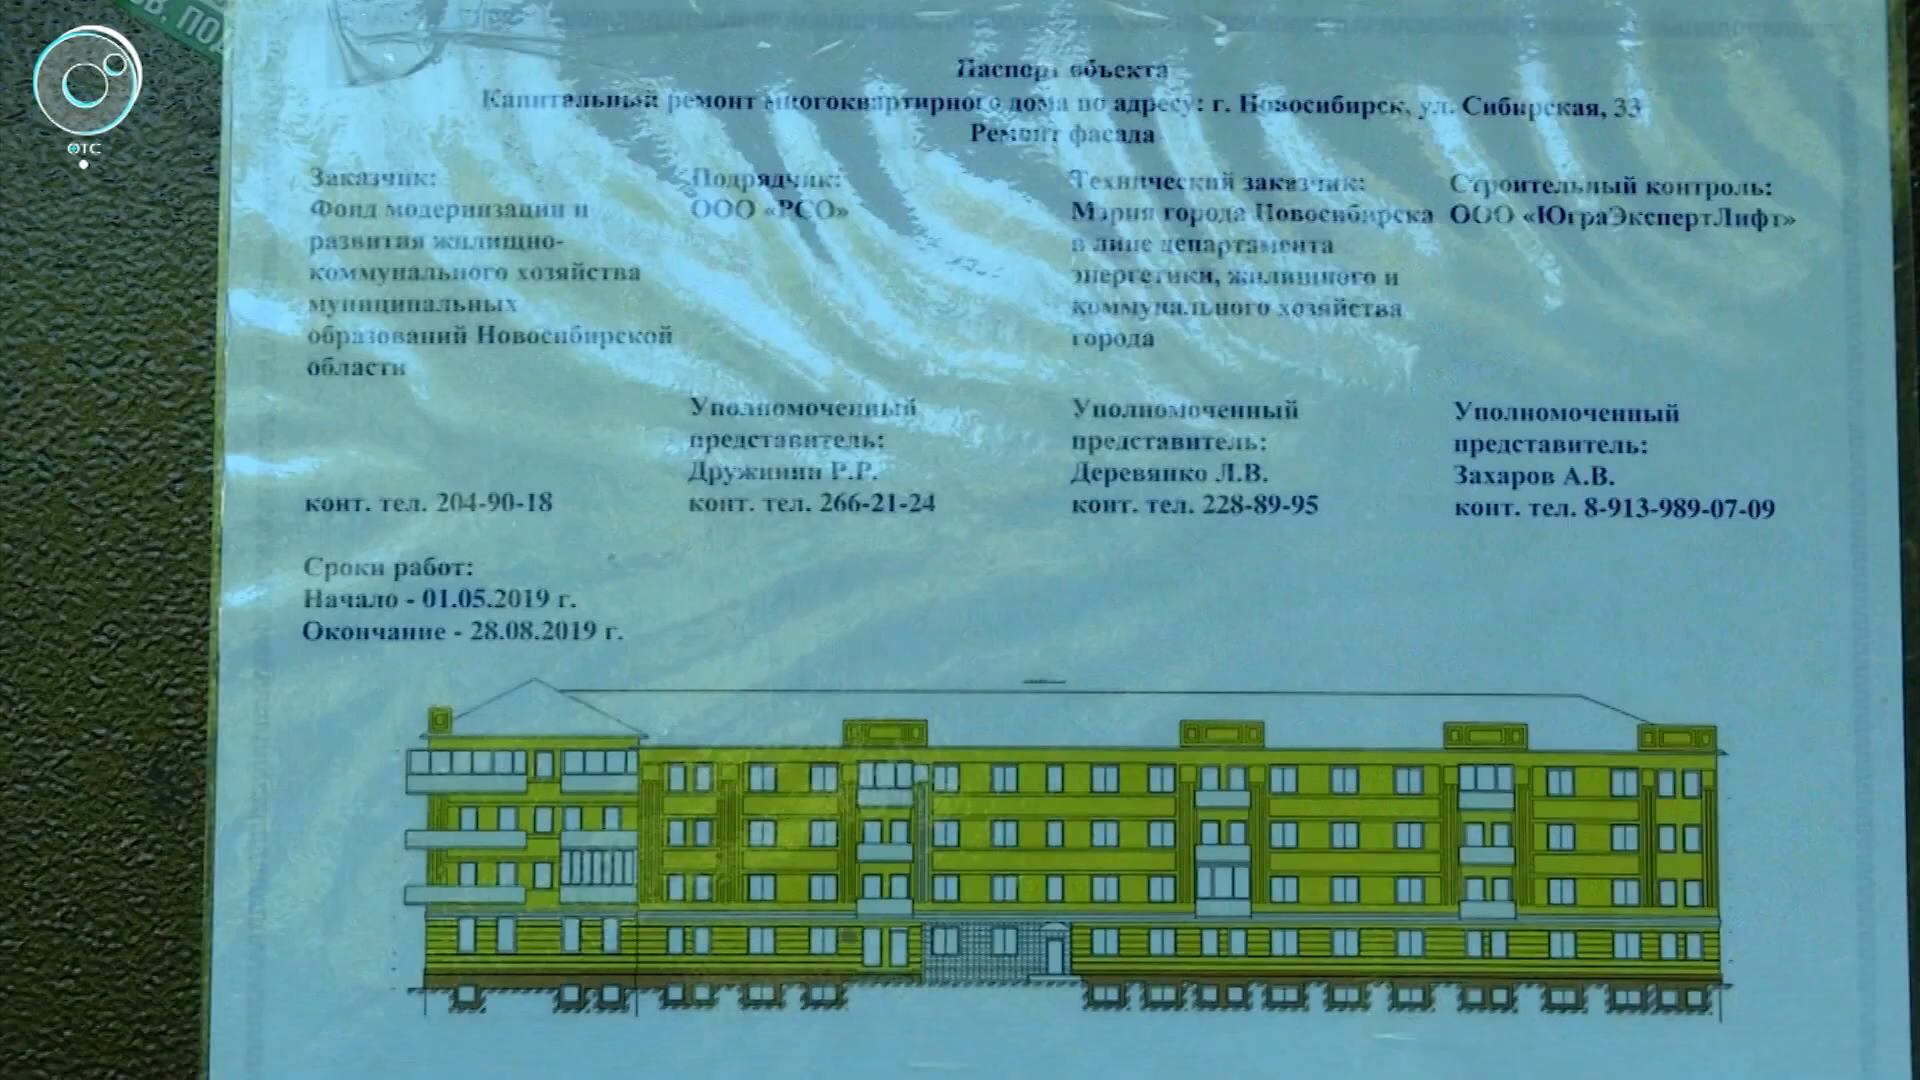 ОВ, ПО
ОТС
Паспорт объекта
Капитальный ремонт многоквартирного дома по адресу: г. Новосибирск, ул. Сибирская, 33
Ремонт фасада
Заказчик:
Фонд модернизации и
развития жилищно-
коммунального хозяйства
муниципальных
образований Новосибирской
области
конт. тел. 204-90-18
Подрядчик:
ООО «РСО»
Уполномоченный
представитель:
Дружинин Р.Р.
конт. тел. 266-21-24
Технический заказчик:
Мэрия города Новосибирска
в лице департамента
энергетики, жилищного и
коммунального хозяйства
города
Уполномоченный
представитель:
Деревянко Л.В.
конт. тел. 228-89-95
Строительный контроль:
ООО «ЮграЭкспертЛифт»
Уполномоченный
представитель:
Захаров А.В.
конт. тел. 8-913-989-07-09
Сроки работ:
Начало - 01.05.2019 г.
Окончание - 28.08.2019 г.